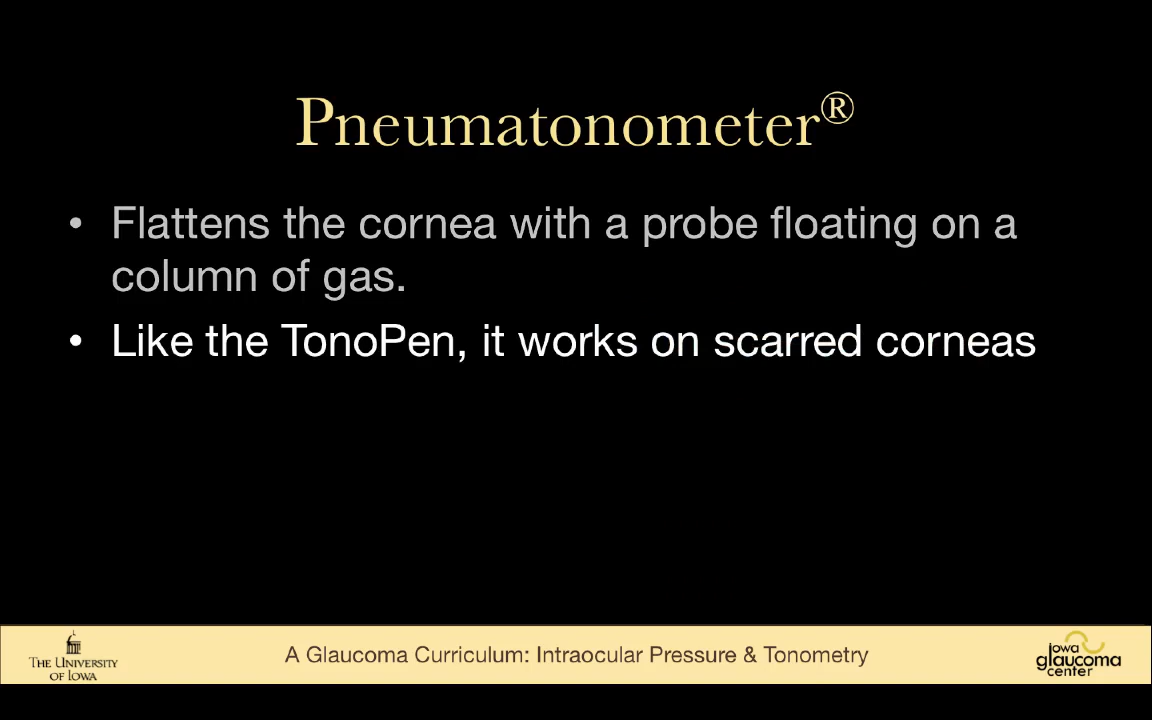 Pneumatonometer®
• Flattens the cornea with a probe floating on a
column of gas.
• Like the TonoPen, it works on scarred corneas
THE UNIVERSITY
OF IOWA
A Glaucoma Curriculum: Intraocular Pressure & Tonometry
iowa
glaucoma
center